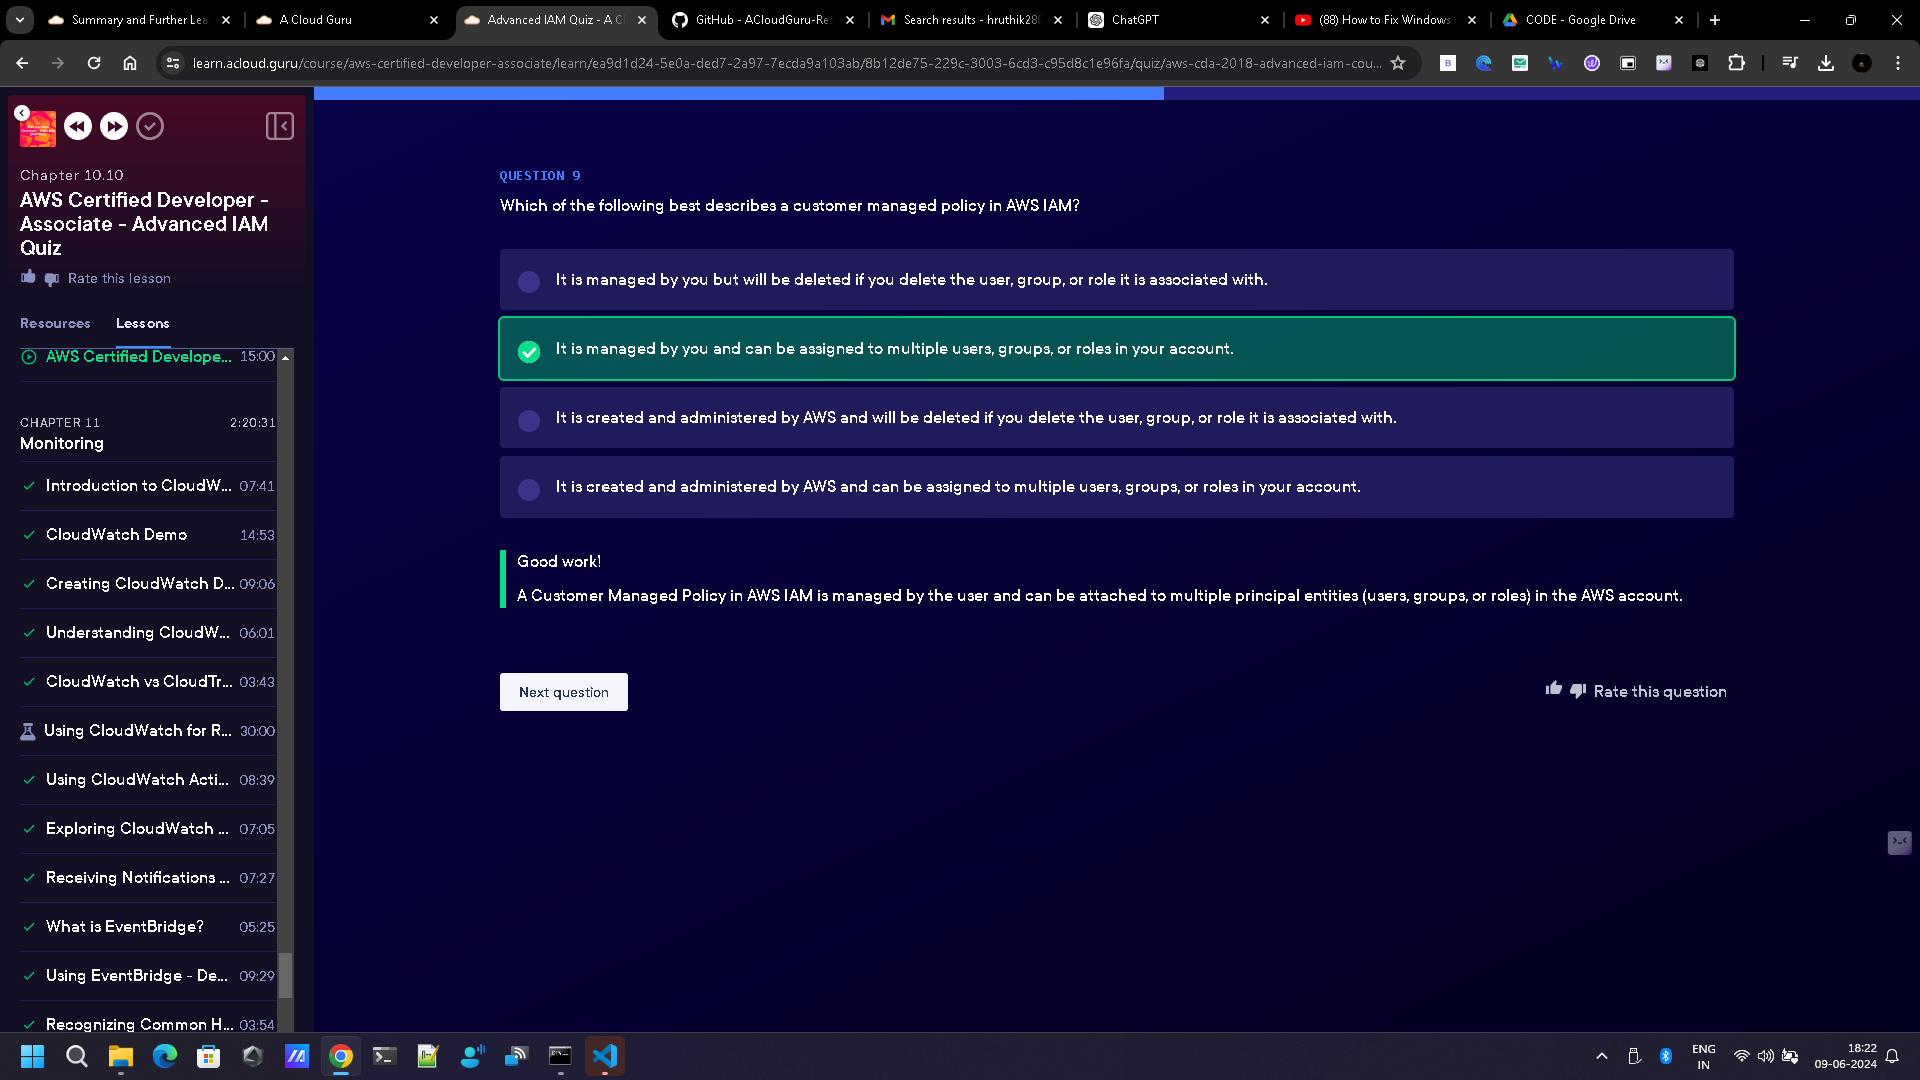 Summary and Further Lea
A Cloud Guru
Advanced IAM Quiz - A Cl
GitHub - ACloudGuru-Res
Search results - hruthik280
ChatGPT
(88) How to Fix Windows
CODE - Google Drive
learn.acloud.guru/course/aws-certified-developer-associate/learn/ea9d1d24-5e0a-ded7-2a97-7ecda9a103ab/8b12de75-229c-3003-6cd3-c95d8c1e96fa/quiz/aws-cda-2018-advanced-iam-cou...
Chapter 10.10
AWS Certified Developer -
Associate - Advanced IAM
Quiz
Rate this lesson
Resources
Lessons
AWS Certified Develope... 15:00
CHAPTER 11 2:20:31
Monitoring
Introduction to CloudW... 07:41
CloudWatch Demo 14:53
Creating CloudWatch D... 09:06
Understanding CloudW... 06:01
CloudWatch vs CloudTr... 03:43
Using CloudWatch for R... 30:00
Using CloudWatch Acti... 08:39
Exploring CloudWatch ... 07:05
Receiving Notifications ... 07:27
What is EventBridge? 05:25
Using EventBridge - De... 09:29
Recognizing Common H... 03:54
QUESTION 9
Which of the following best describes a customer managed policy in AWS IAM?
It is managed by you but will be deleted if you delete the user, group, or role it is associated with.
It is managed by you and can be assigned to multiple users, groups, or roles in your account.
It is created and administered by AWS and will be deleted if you delete the user, group, or role it is associated with.
It is created and administered by AWS and can be assigned to multiple users, groups, or roles in your account.
Good work!
A Customer Managed Policy in AWS IAM is managed by the user and can be attached to multiple principal entities (users, groups, or roles) in the AWS account.
Next question
Rate this question
ENG
IN
18:22
09-06-2024